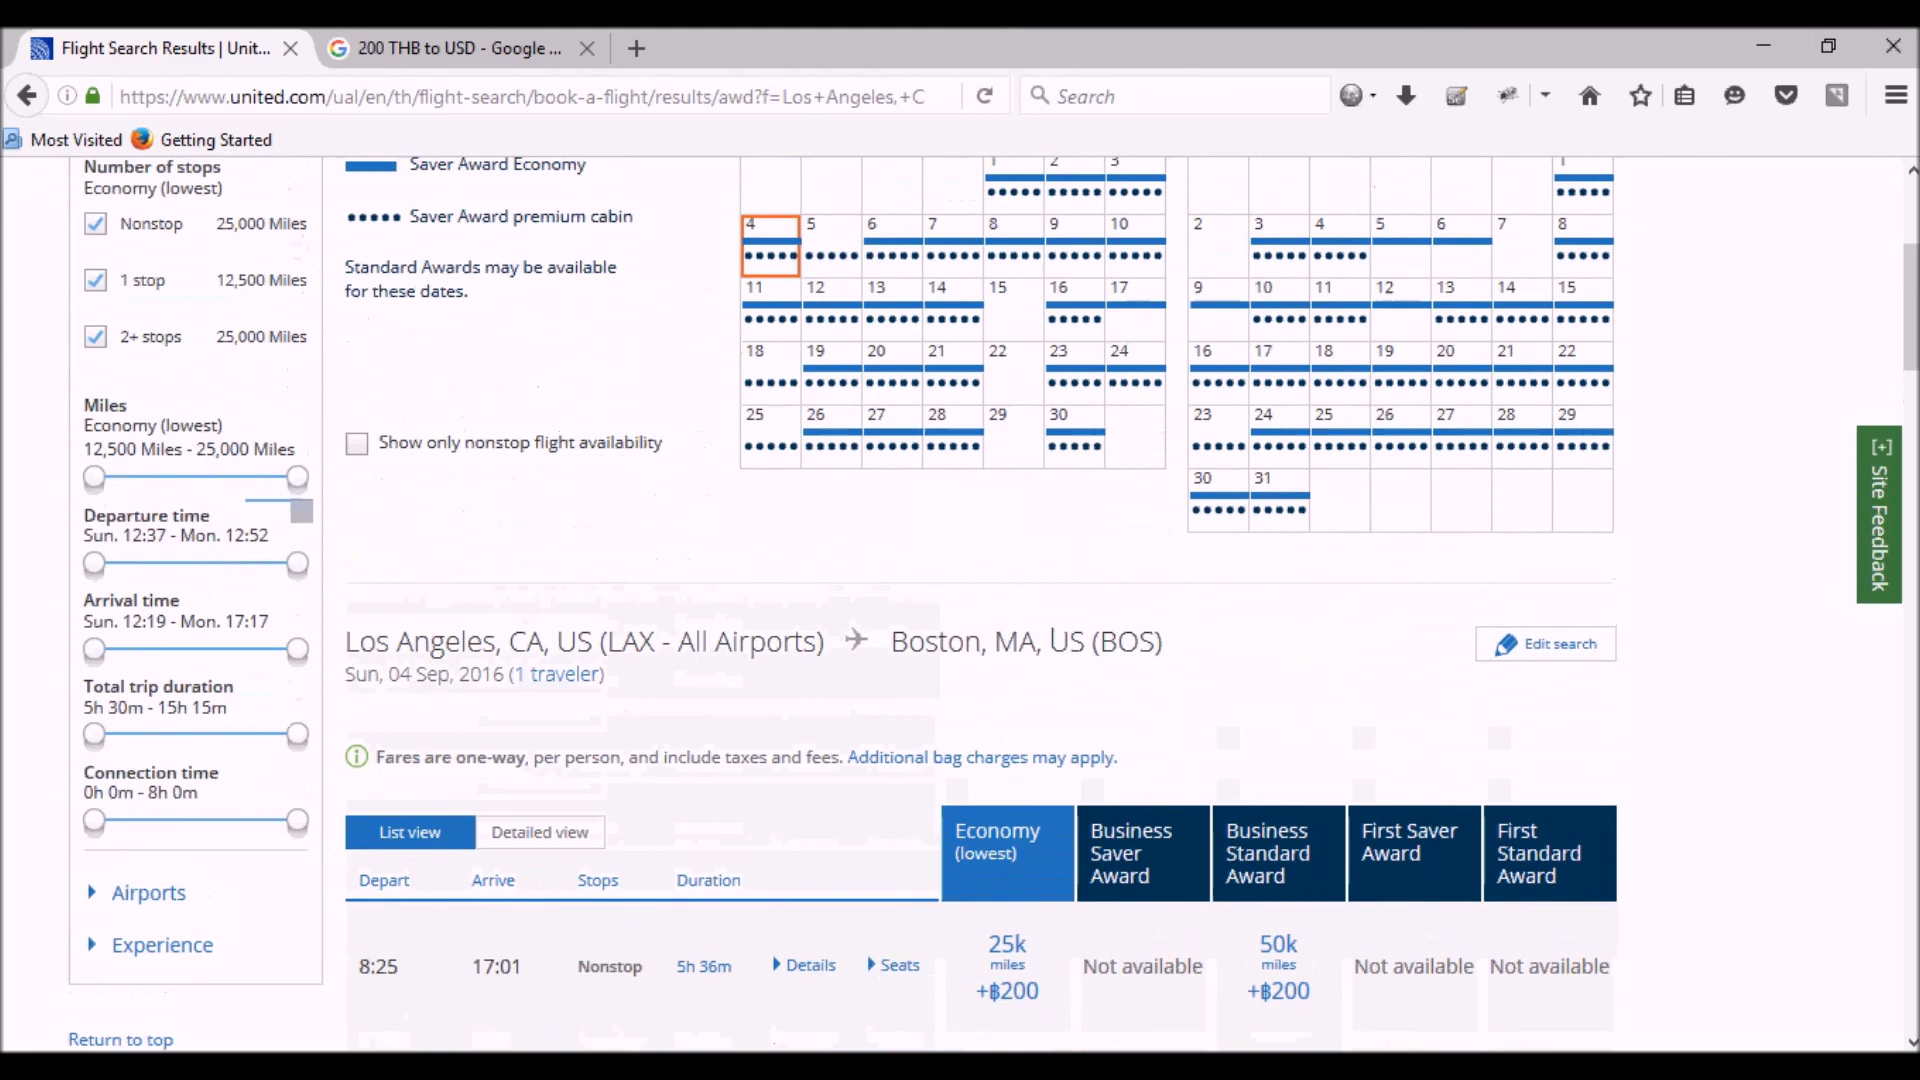 Flight Search Results | Unit...
200 THB to USD - Google ...
https://www.united.com/ual/en/th/flight-search/book-a-flight/results/awd?f=Los+Angeles,+C
Search
Most Visited
Getting Started
Number of stops
Economy (lowest)
Nonstop 25,000 Miles
1 stop 12,500 Miles
2+ stops 25,000 Miles
Miles
Economy (lowest)
12,500 Miles - 25,000 Miles
Departure time
Sun. 12:37 - Mon. 12:52
Arrival time
Sun. 12:19 - Mon. 17:17
Total trip duration
5h 30m - 15h 15m
Connection time
0h 0m - 8h 0m
Airports
Experience
Return to top
Saver Award Economy
Saver Award premium cabin
Standard Awards may be available
for these dates.
Show only nonstop flight availability
1 2 3
4 5 6 7 8 9 10
11 12 13 14 15 16 17
18 19 20 21 22 23 24
25 26 27 28 29 30
1
2 3 4 5 6 7 8
9 10 11 12 13 14 15
16 17 18 19 20 21 22
23 24 25 26 27 28 29
30 31
[+] Site Feedback
Los Angeles, CA, US (LAX - All Airports) Boston, MA, US (BOS)
Edit search
Sun, 04 Sep, 2016 (1 traveler)
Fares are one-way, per person, and include taxes and fees. Additional bag charges may apply.
List view
Detailed view
Depart Arrive Stops Duration
Economy
(lowest)
Business
Saver
Award
Business
Standard
Award
First Saver
Award
First
Standard
Award
8:25 17:01 Nonstop 5h 36m Details Seats
25k
miles
+฿200
Not available
50k
miles
+฿200
Not available
Not available